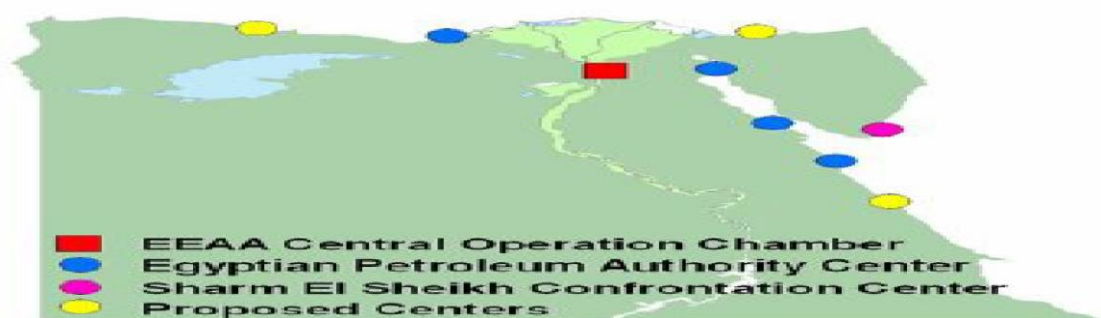 EEAA Central Operation Chamber
Egyptian Petroleum Authority Center
Sharm El Sheikh Confrontation Center
Proposed Centers